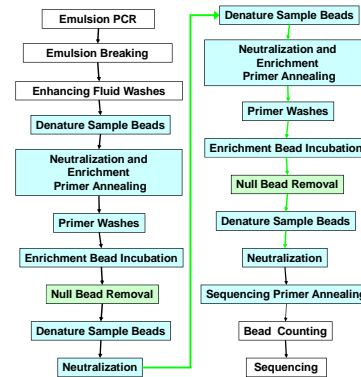 Emulsion PCR
Emulsion Breaking
Enhancing Fluid Washes
Denature Sample Beads
Neutralization and
Enrichment
Primer Annealing
Primer Washes
Enrichment Bead Incubation
Null Bead Removal
Denature Sample Beads
Neutralization
Denature Sample Beads
Neutralization and
Enrichment
Primer Annealing
Primer Washes
Enrichment Bead Incubation
Null Bead Removal
Denature Sample Beads
Neutralization
Sequencing Primer Annealing
Bead Counting
Sequencing